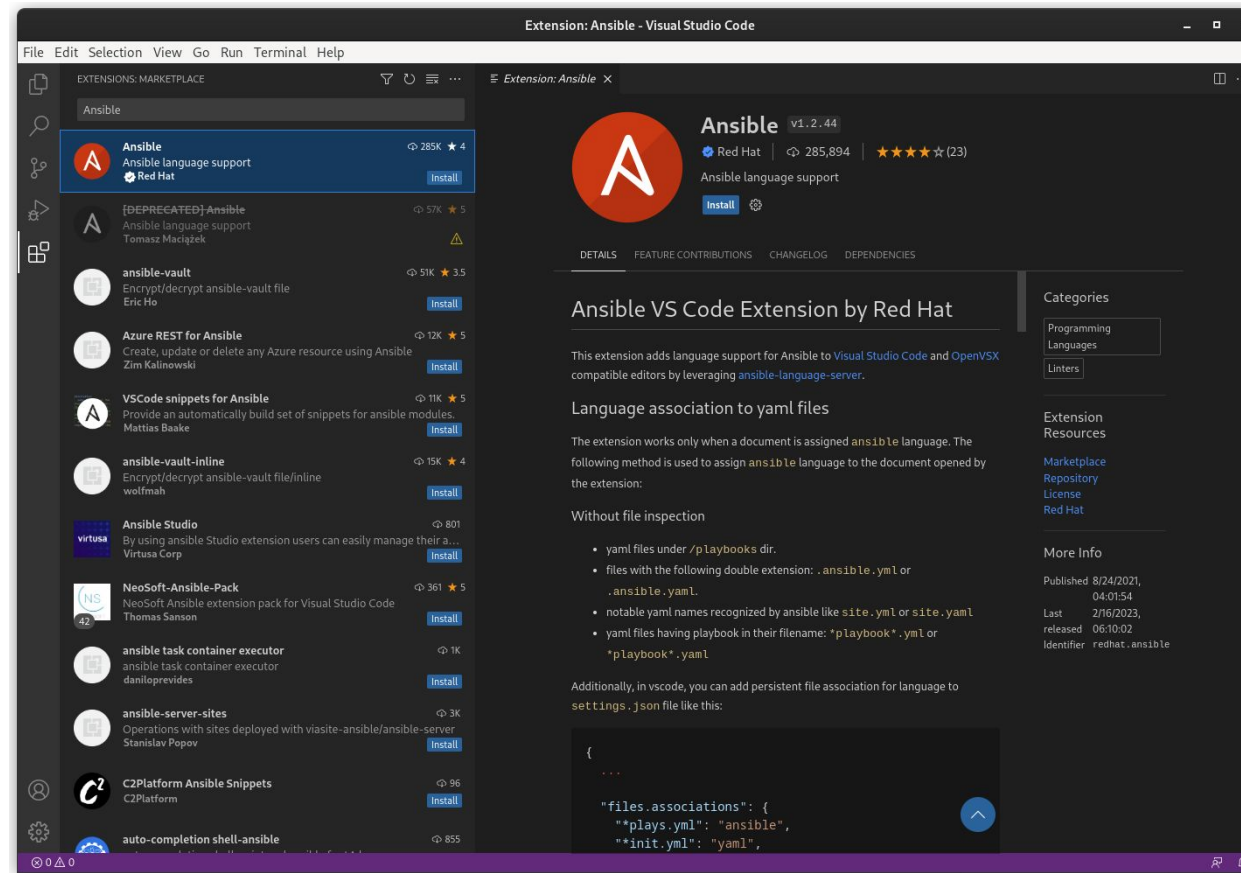 Extension: Ansible - Visual Studio Code
File Edit Selection View Go Run Terminal Help
EXTENSIONS: MARKETPLACE
Ansible
Ansible 285K ★ 4
Ansible language support
Red Hat Install
[DEPRECATED] Ansible 57K ★ 5
Ansible language support
Tomasz Maciążek
ansible-vault 51K ★ 3.5
Encrypt/decrypt ansible-vault file
Eric Ho Install
Azure REST for Ansible 12K ★ 5
Create, update or delete any Azure resource using Ansible
Zim Kalinowski Install
VSCode snippets for Ansible 11K ★ 5
Provide an automatically build set of snippets for ansible modules.
Mattias Baake Install
ansible-vault-inline 15K ★ 4
Encrypt/decrypt ansible-vault file/inline
wolfmah Install
virtusa
Ansible Studio 801
By using ansible Studio extension users can easily manage their a...
Virtusa Corp Install
NS
42
NeoSoft-Ansible-Pack 361 ★ 5
NeoSoft Ansible extension pack for Visual Studio Code
Thomas Sanson Install
ansible task container executor 1K
ansible task container executor
daniloprevides Install
ansible-server-sites 3K
Operations with sites deployed with viasite-ansible/ansible-server
Stanislav Popov Install
C2
C2Platform Ansible Snippets 96
C2Platform Install
auto-completion shell-ansible 855
Extension: Ansible ×
Ansible v1.2.44
Red Hat | 285,894 | ★★★★☆(23)
Ansible language support
Install
DETAILS FEATURE CONTRIBUTIONS CHANGELOG DEPENDENCIES
Ansible VS Code Extension by Red Hat
This extension adds language support for Ansible to Visual Studio Code and OpenVSX
compatible editors by leveraging ansible-language-server.
Language association to yaml files
The extension works only when a document is assigned ansible language. The
following method is used to assign ansible language to the document opened by
the extension:
Without file inspection
• yaml files under /playbooks dir.
• files with the following double extension: .ansible.yml or
.ansible.yaml.
• notable yaml names recognized by ansible like site.yml or site.yaml
• yaml files having playbook in their filename: *playbook*.yml or
*playbook*.yaml
Additionally, in vscode, you can add persistent file association for language to
settings.json file like this:
{
...
"files.associations": {
"*plays.yml": "ansible",
"*init.yml": "yaml",
Categories
Programming
Languages
Linters
Extension
Resources
Marketplace
Repository
License
Red Hat
More Info
Published 8/24/2021,
04:01:54
Last 2/16/2023,
released 06:10:02
Identifier redhat.ansible
0 0